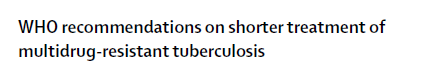 WHO recommendations on shorter treatment of
multidrug-resistant tuberculosis